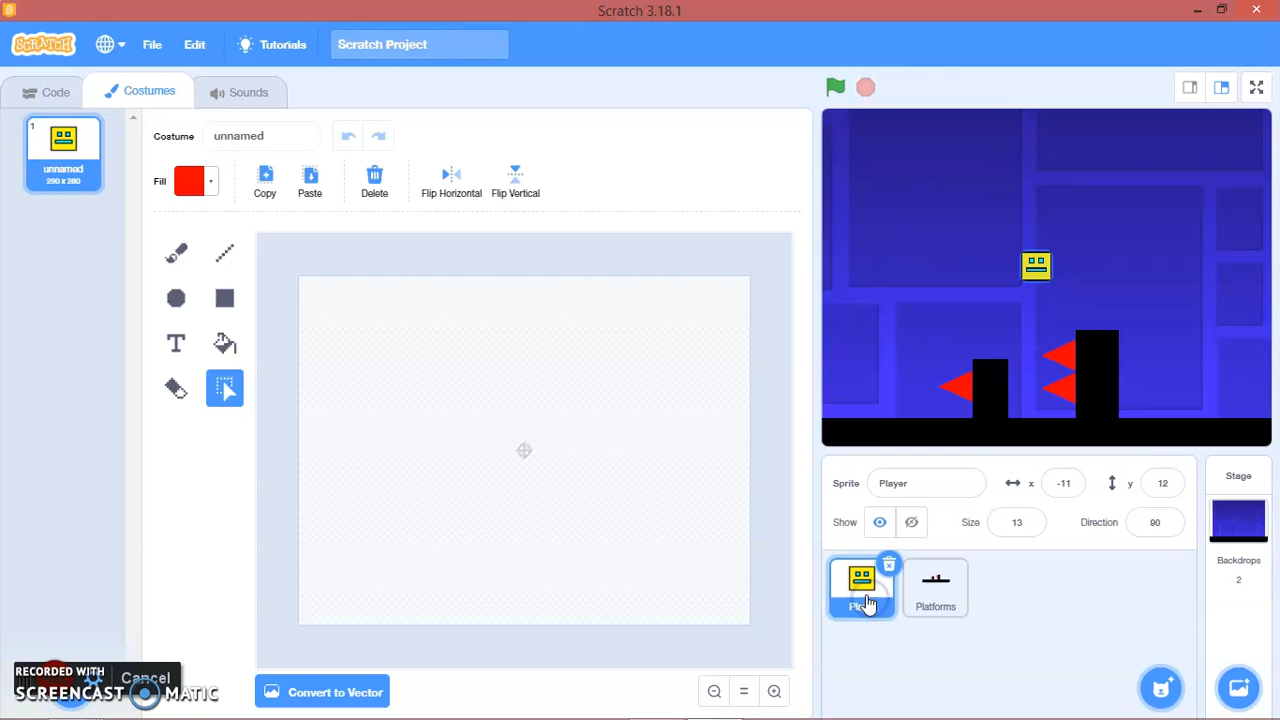 Scratch 3.18.1
SCRATCH File Edit Tutorials Scratch Project
Code Costumes Sounds
1
unnamed
290 x 280
Costume unnamed
Fill Copy Paste Delete Flip Horizontal Flip Vertical
T
Sprite Player x -11 y 12
Show Size 13 Direction 90
Platforms
Stage
Backdrops
2
Convert to Vector
RECORDED WITH
SCREENCAST MATIC
Cancel